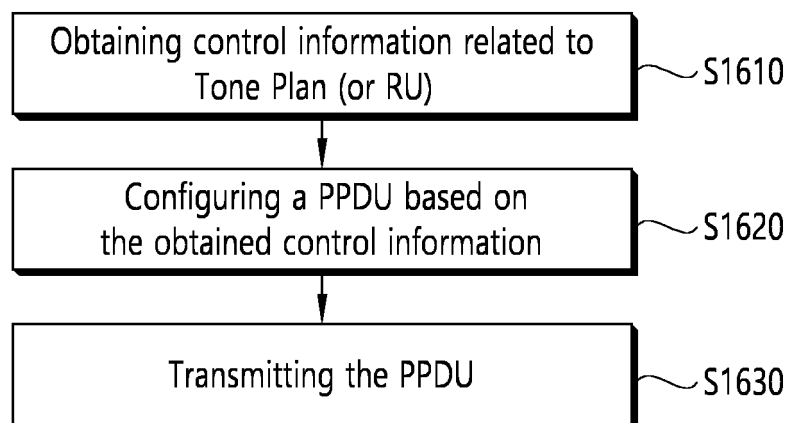 Obtaining control information related to
Tone Plan (or RU)
S1610
Configuring a PPDU based on
the obtained control information
S1620
Transmitting the PPDU
S1630